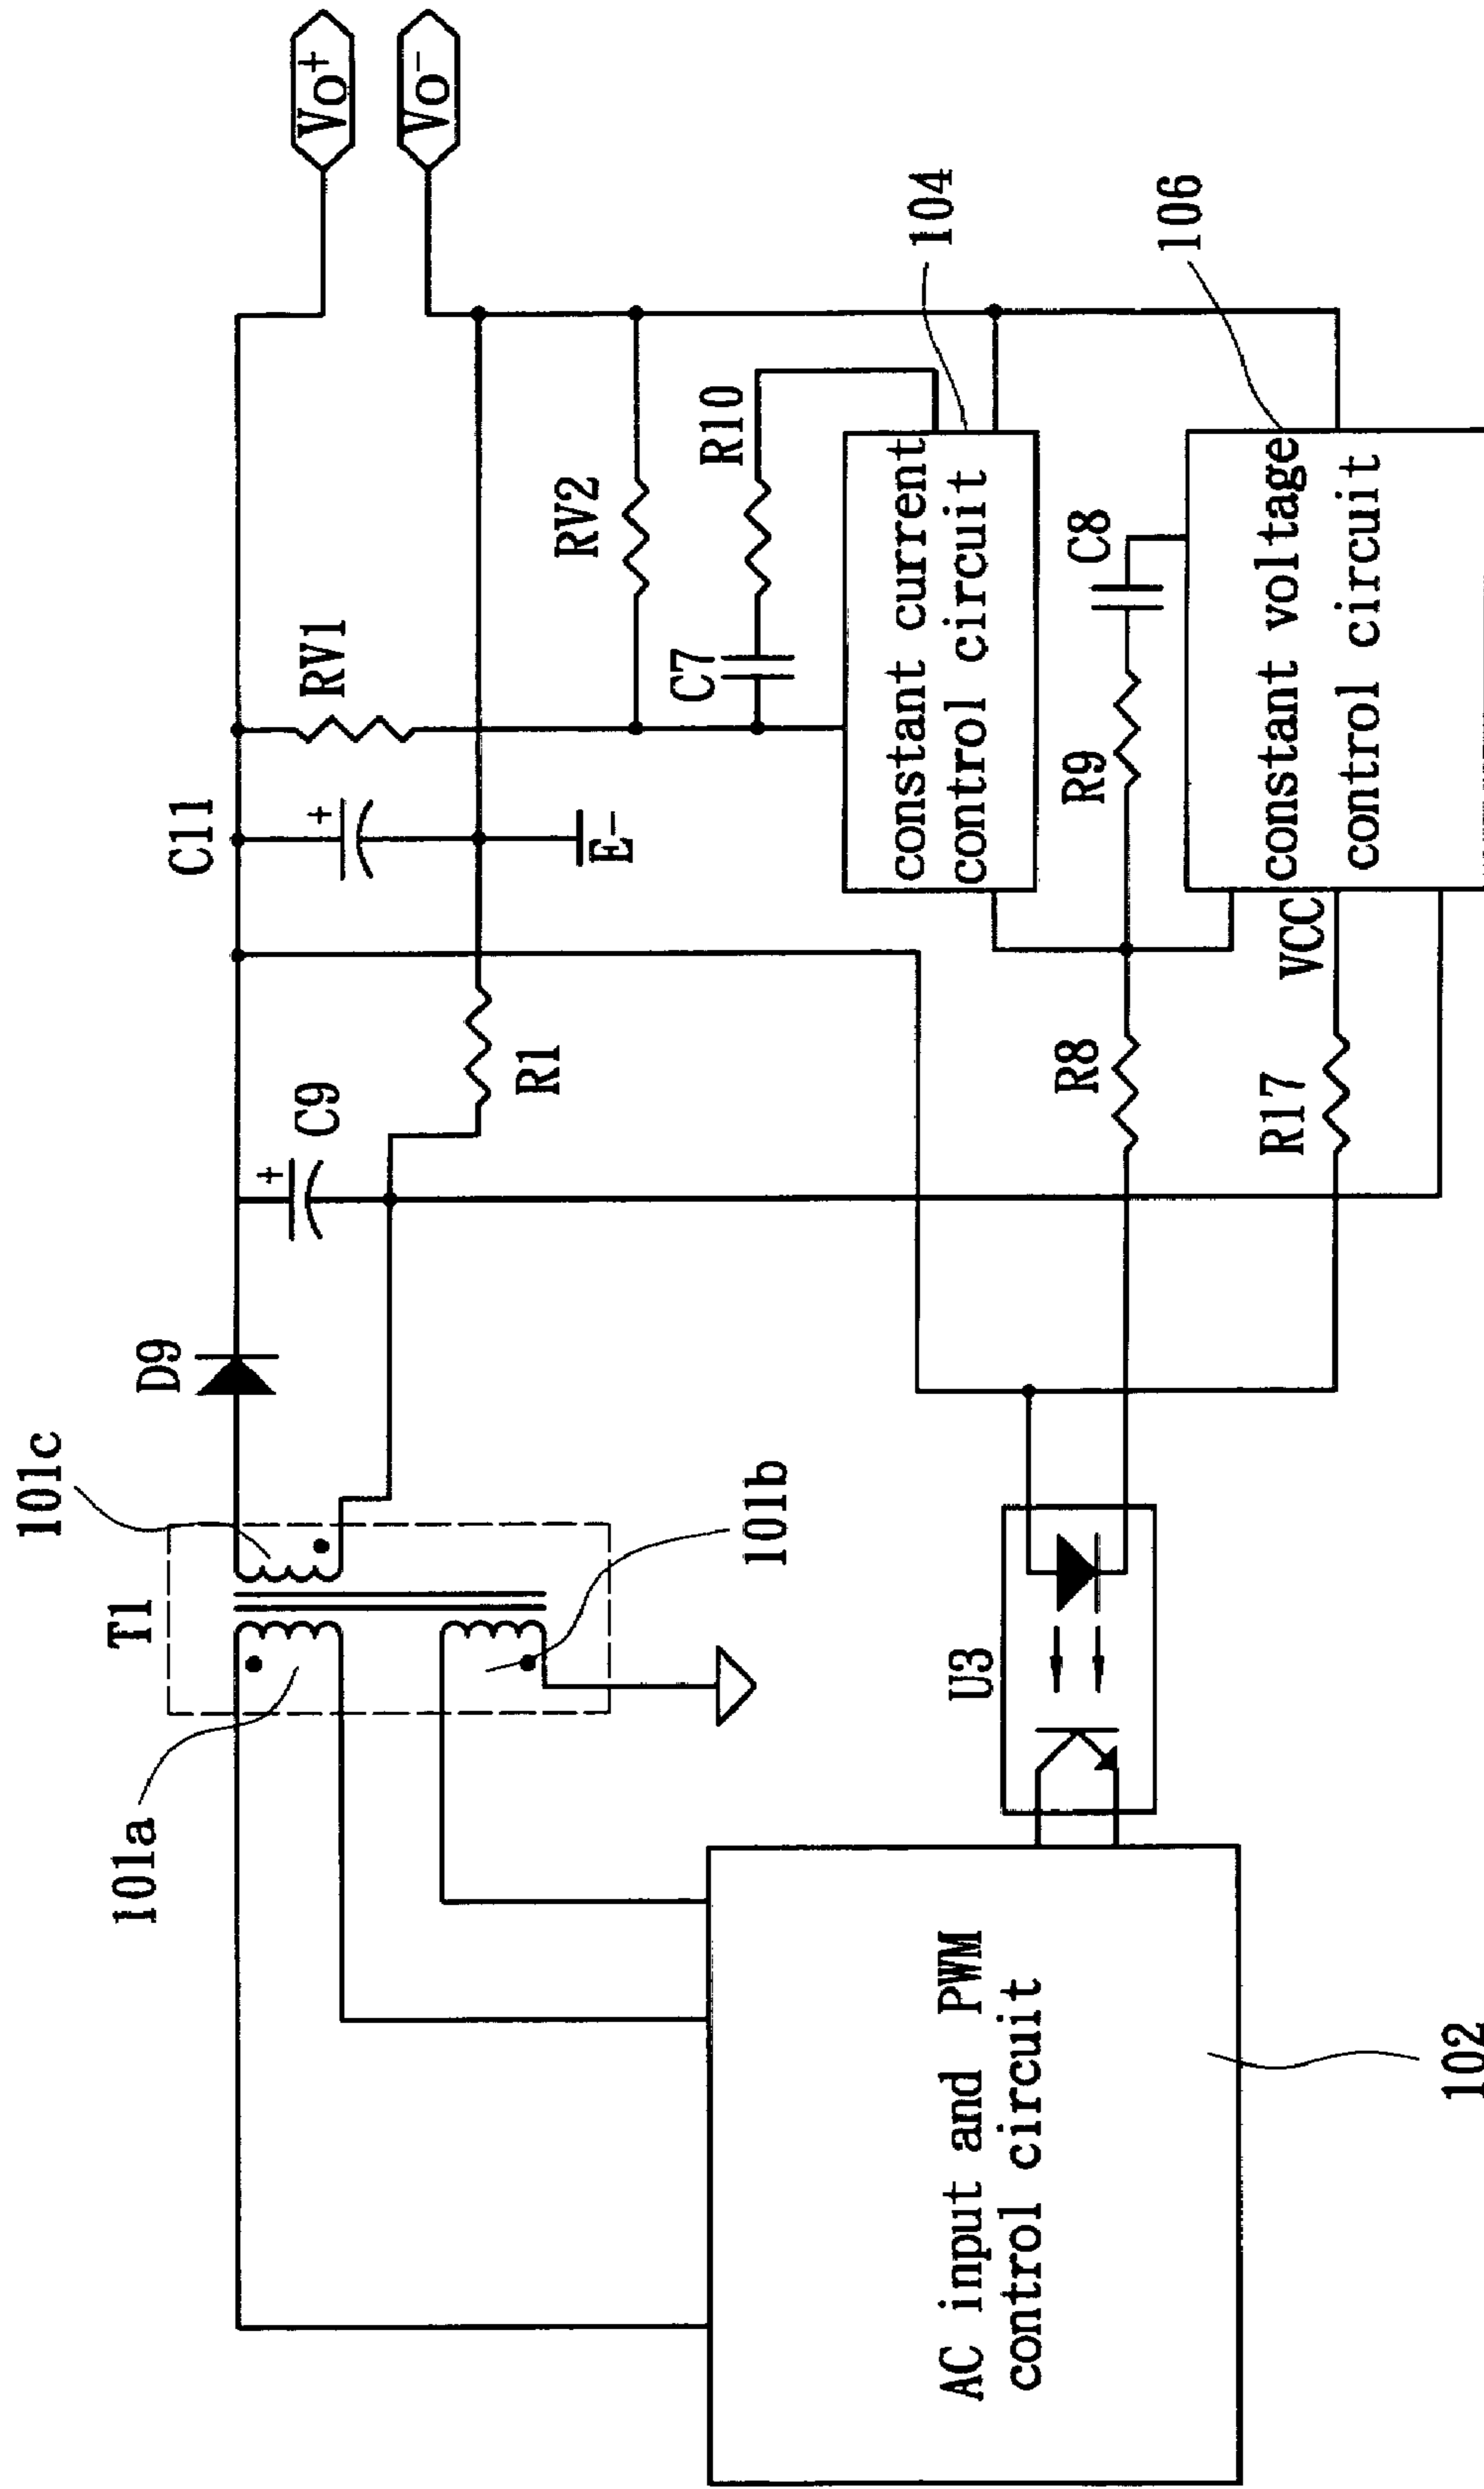 101c
T1
D9
C11
101a
C9
RV1
Vo+
Vo-
101b
R1
E-
RV2
C7
R10
104
constant current
control circuit
U3
R8
R9
C8
106
AC input and PWM
control circuit
R17
VCC
constant voltage
control circuit
102